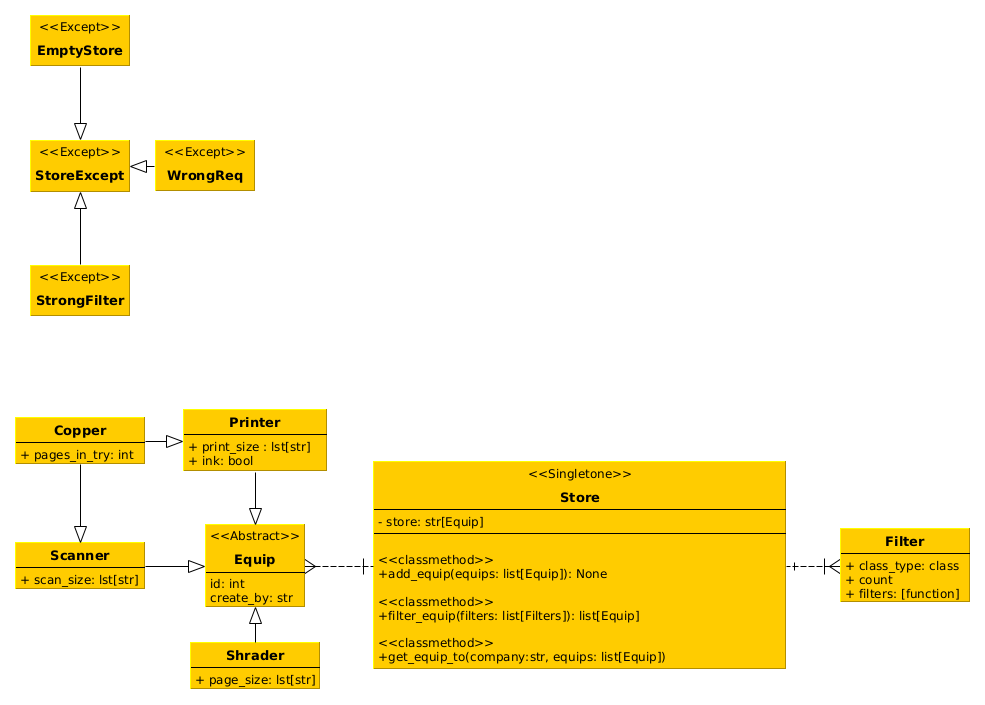 <<Except>>
EmptyStore
<<Except>>
StoreExcept
<<Except>>
WrongReq
<<Except>>
StrongFilter
Copper
+ pages_in_try: int
Printer
+ print_size : lst[str]
+ ink: bool
Scanner
+ scan_size: lst[str]
<<Abstract>>
Equip
id: int
create_by: str
Shrader
+ page_size: lst[str]
<<Singletone>>
Store
- store: str[Equip]
<<classmethod>>
+add_equip(equips: list[Equip]): None
<<classmethod>>
+filter_equip(filters: list[Filters]): list[Equip]
<<classmethod>>
+get_equip_to(company:str, equips: list[Equip])
Filter
+ class_type: class
+ count
+ filters: [function]